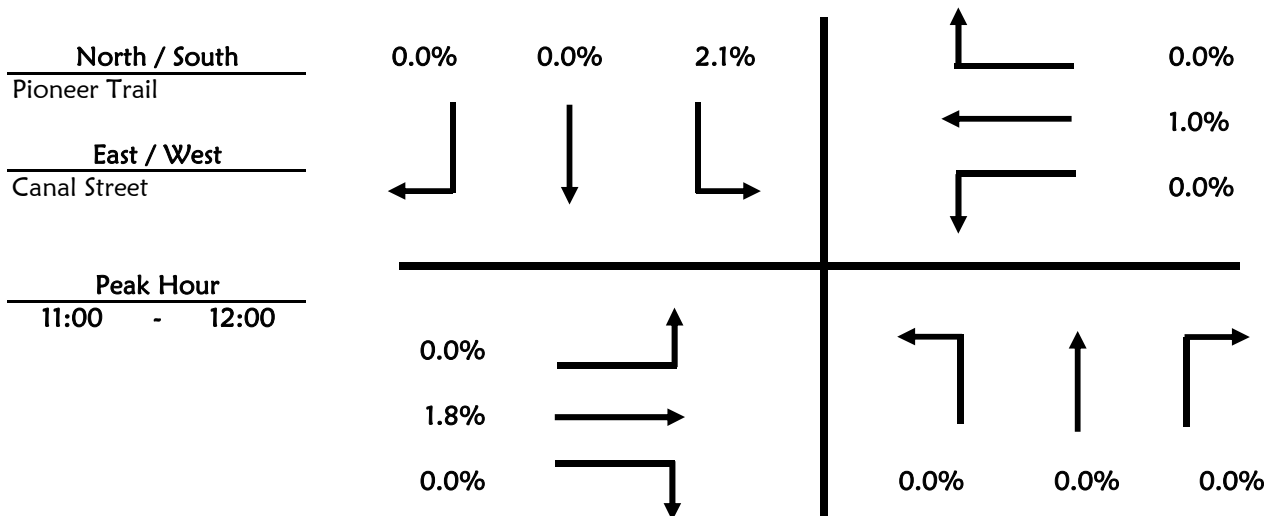 North / South
Pioneer Trail
East / West
Canal Street
Peak Hour
11:00 - 12:00
0.0% 0.0% 2.1%
0.0%
1.0%
0.0%
0.0%
1.8%
0.0%
0.0% 0.0% 0.0%